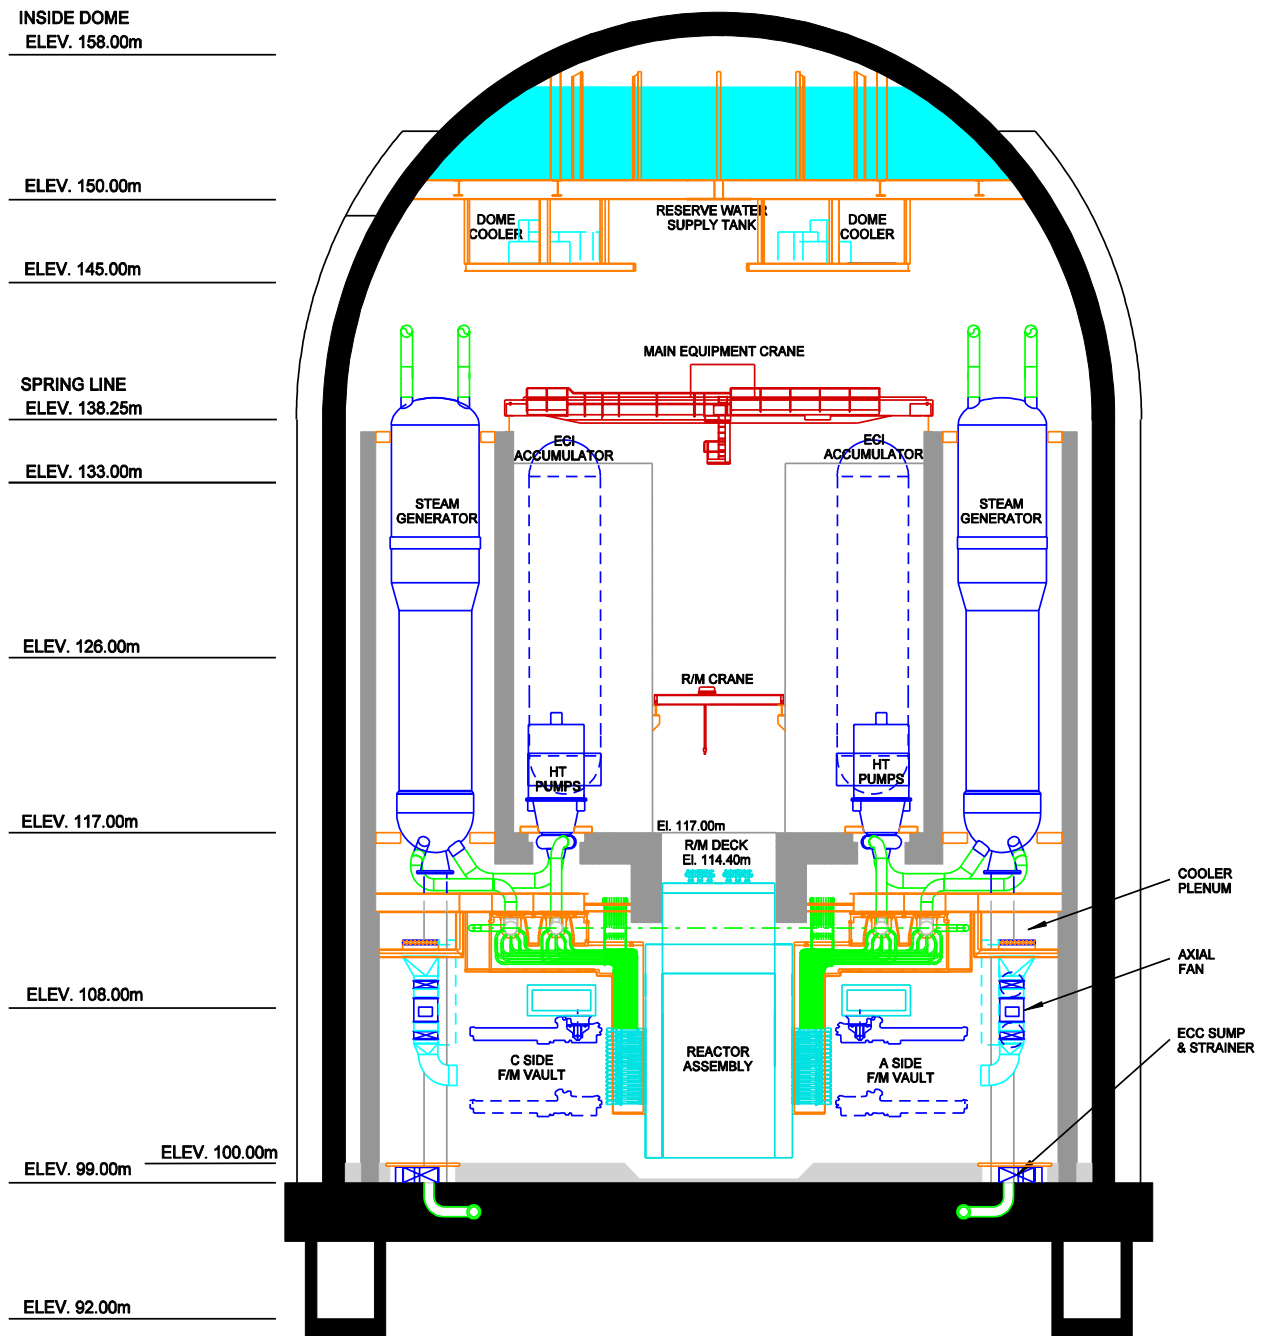 INSIDE DOME
ELEV. 158.00m
ELEV. 150.00m
DOME
COOLER
RESERVE WATER
SUPPLY TANK
DOME
COOLER
ELEV. 145.00m
MAIN EQUIPMENT CRANE
SPRING LINE
ELEV. 138.25m
ECI
ACCUMULATOR
ECI
ACCUMULATOR
ELEV. 133.00m
STEAM
GENERATOR
STEAM
GENERATOR
ELEV. 126.00m
R/M CRANE
HT
PUMPS
HT
PUMPS
ELEV. 117.00m
El. 117.00m
R/M DECK
El. 114.40m
COOLER
PLENUM
AXIAL
FAN
ELEV. 108.00m
ECC SUMP
& STRAINER
C SIDE
F/M VAULT
REACTOR
ASSEMBLY
A SIDE
F/M VAULT
ELEV. 100.00m
ELEV. 99.00m
ELEV. 92.00m